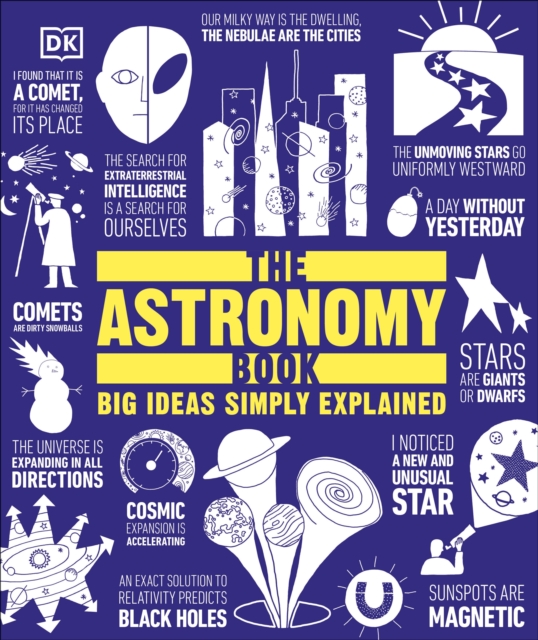 DK
OUR MILKY WAY IS THE DWELLING,
THE NEBULAE ARE THE CITIES
I FOUND THAT IT IS
A COMET,
FOR IT HAS CHANGED
ITS PLACE
THE SEARCH FOR
EXTRATERRESTRIAL
INTELLIGENCE
IS A SEARCH FOR
OURSELVES
THE UNMOVING STARS GO
UNIFORMLY WESTWARD
A DAY WITHOUT
YESTERDAY
THE
ASTRONOMY
BOOK
BIG IDEAS SIMPLY EXPLAINED
COMETS
ARE DIRTY SNOWBALLS
STARS
ARE GIANTS
OR DWARFS
THE UNIVERSE IS
EXPANDING IN ALL
DIRECTIONS
COSMIC
EXPANSION IS
ACCELERATING
I NOTICED
A NEW AND
UNUSUAL
STAR
AN EXACT SOLUTION TO
RELATIVITY PREDICTS
BLACK HOLES
SUNSPOTS ARE
MAGNETIC